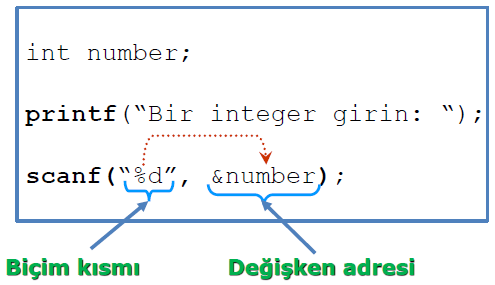 int number;
printf(“Bir integer girin: “);
scanf(“%d”, &number);
Biçim kısmı Değişken adresi